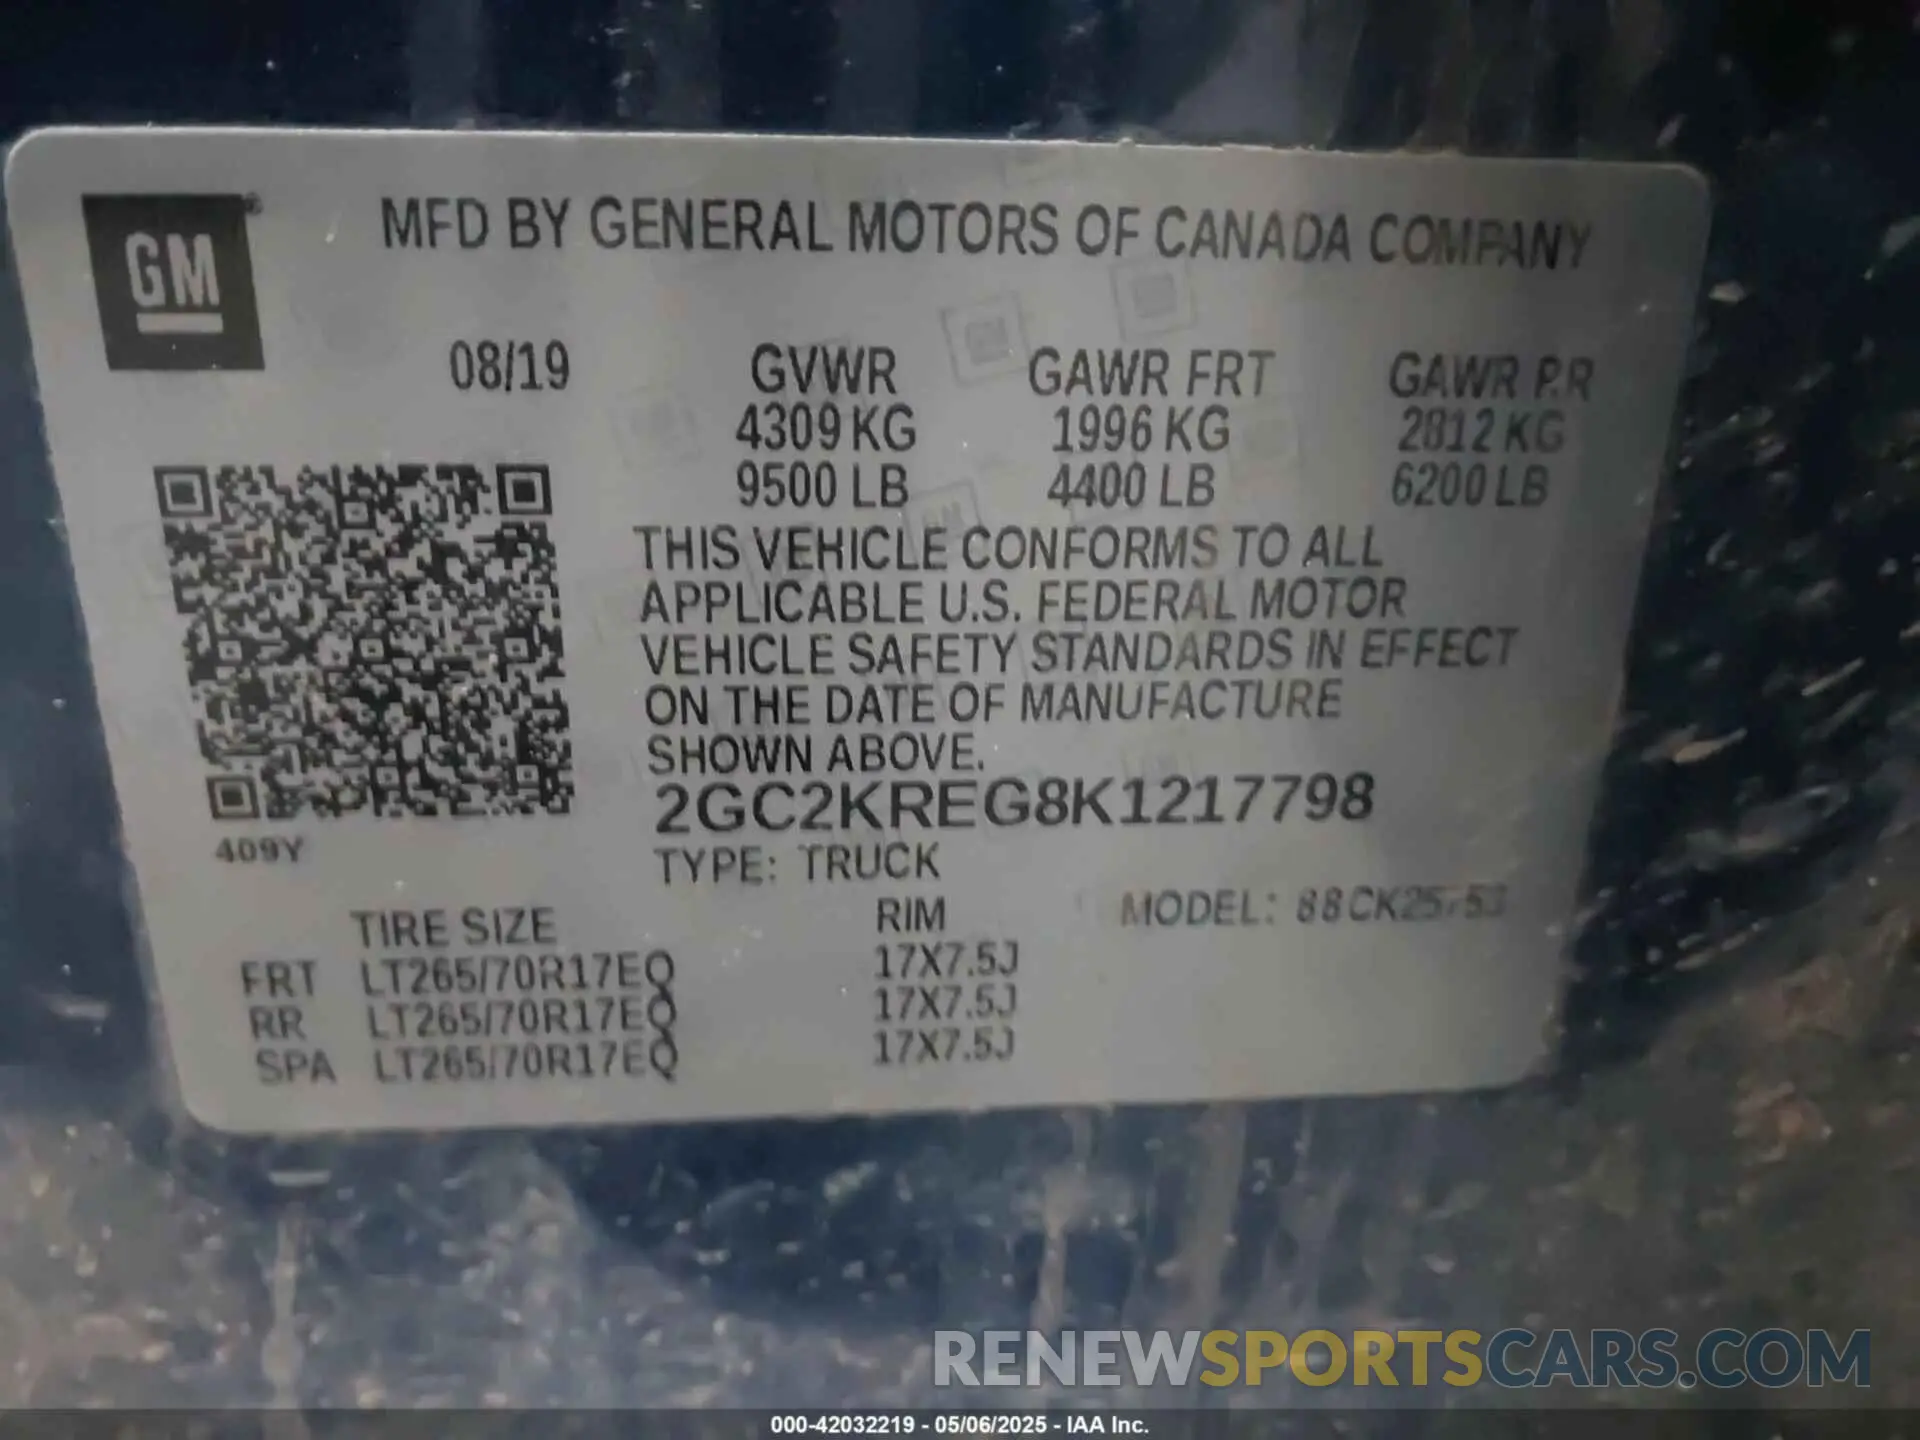 GM ®
MFD BY GENERAL MOTORS OF CANADA COMPANY
08/19 GVWR GAWR FRT GAWR RR
4309 KG 1996 KG 2812 KG
9500 LB 4400 LB 6200 LB
THIS VEHICLE CONFORMS TO ALL
APPLICABLE U.S. FEDERAL MOTOR
VEHICLE SAFETY STANDARDS IN EFFECT
ON THE DATE OF MANUFACTURE
SHOWN ABOVE.
2GC2KREG8K1217798
409Y
TYPE: TRUCK
TIRE SIZE RIM MODEL:
FRT LT265/70R17EQ 17X7.5J
RR LT265/70R17EQ 17X7.5J
SPA LT265/70R17EQ 17X7.5J
RENEWSPORTSCARS.COM
000-42032219 - 05/06/2025 - IAA Inc.